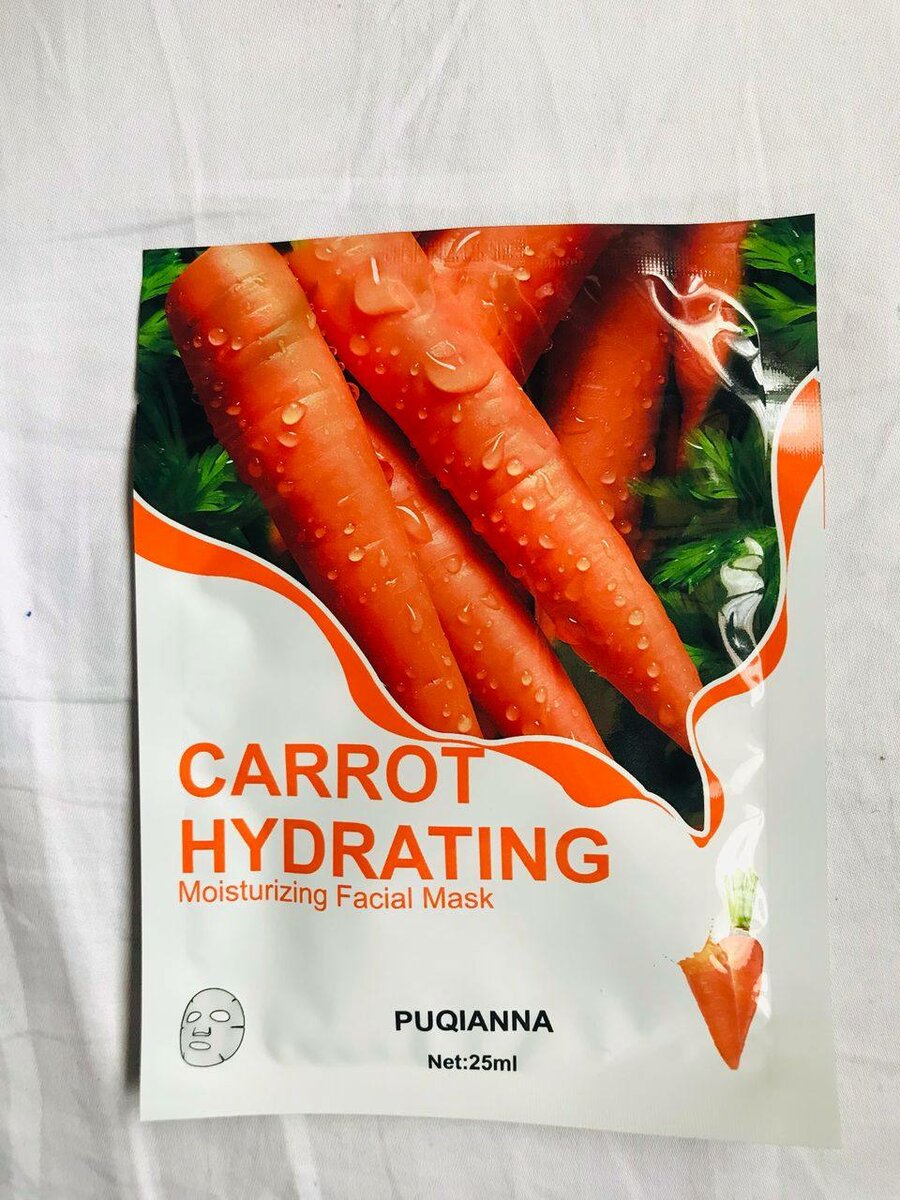 CARROT
HYDRATING
Moisturizing Facial Mask
PUQIANNA
Net:25ml